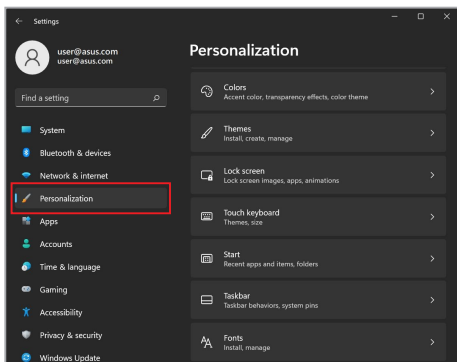 Settings
user@asus.com
user@asus.com
Find a setting
System
Bluetooth & devices
Network & internet
Personalization
Apps
Accounts
Time & language
Gaming
Accessibility
Privacy & security
Windows Update
Personalization
Colors
Accent color, transparency effects, color theme
Themes
Install, create, manage
Lock screen
Lock screen images, apps, animations
Touch keyboard
Themes, size
Start
Recent apps and items, folders
Taskbar
Taskbar behaviors, system pins
Fonts
Install, manage